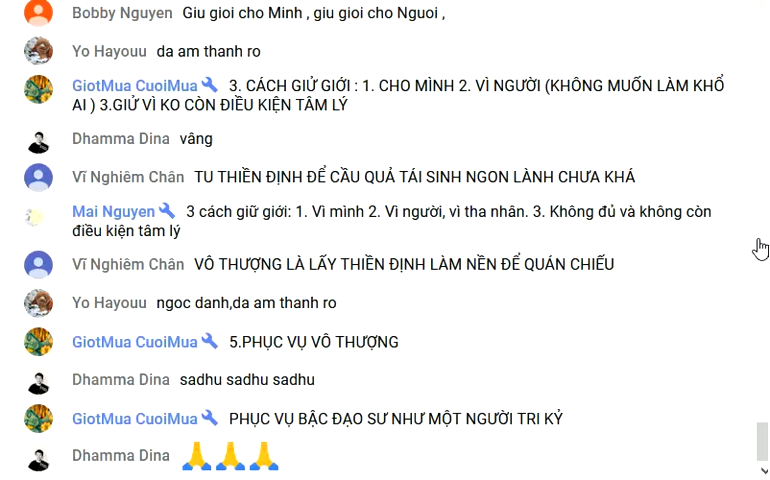 Bobby Nguyen Giu gioi cho Minh , giu gioi cho Nguoi ,
Yo Hayouu da am thanh ro
GiotMua CuoiMua 3. CÁCH GIỬ GIỚI : 1. CHO MÌNH 2. VÌ NGƯỜI (KHÔNG MUỐN LÀM KHỔ
AI ) 3.GIỬ VÌ KO CÒN ĐIỀU KIỆN TÂM LÝ
Dhamma Dina vâng
Vĩ Nghiêm Chân TU THIỀN ĐỊNH ĐỂ CẦU QUẢ TÁI SINH NGON LÀNH CHƯA KHÁ
Mai Nguyen 3 cách giữ giới: 1. Vì mình 2. Vì người, vì tha nhân. 3. Không đủ và không còn
điều kiện tâm lý
Vĩ Nghiêm Chân VÔ THƯỢNG LÀ LẤY THIỀN ĐỊNH LÀM NỀN ĐỂ QUÁN CHIẾU
Yo Hayouu ngoc danh,da am thanh ro
GiotMua CuoiMua 5.PHỤC VỤ VÔ THƯỢNG
Dhamma Dina sadhu sadhu sadhu
GiotMua CuoiMua PHỤC VỤ BẬC ĐẠO SƯ NHƯ MỘT NGƯỜI TRI KỶ
Dhamma Dina 🙏🙏🙏